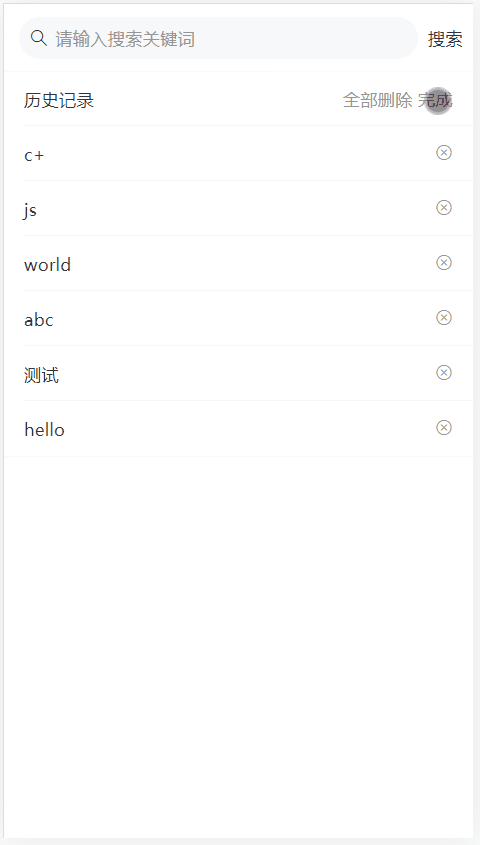 请输入搜索关键词 搜索
历史记录 全部删除 完成
c+
js
world
abc
测试
hello